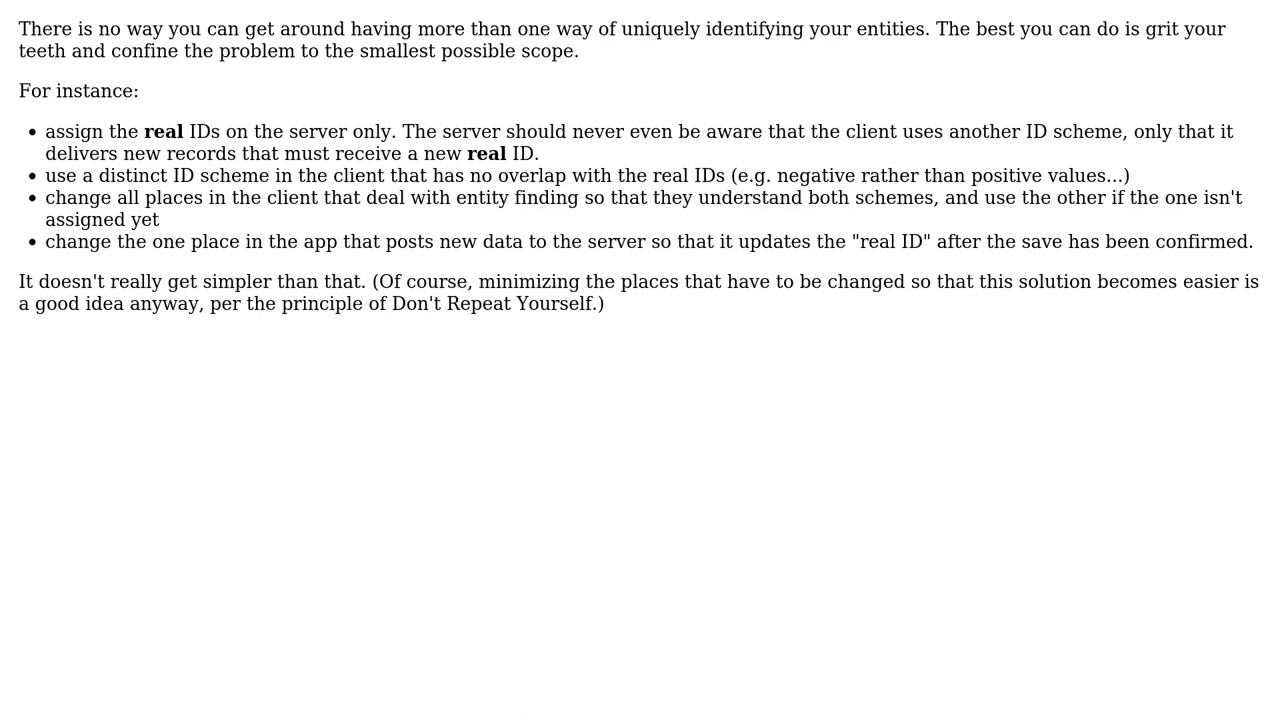 There is no way you can get around having more than one way of uniquely identifying your entities. The best you can do is grit your
teeth and confine the problem to the smallest possible scope.
For instance:
• assign the real IDs on the server only. The server should never even be aware that the client uses another ID scheme, only that it
delivers new records that must receive a new real ID.
• use a distinct ID scheme in the client that has no overlap with the real IDs (e.g. negative rather than positive values...)
• change all places in the client that deal with entity finding so that they understand both schemes, and use the other if the one isn't
assigned yet
• change the one place in the app that posts new data to the server so that it updates the "real ID" after the save has been confirmed.
It doesn't really get simpler than that. (Of course, minimizing the places that have to be changed so that this solution becomes easier is
a good idea anyway, per the principle of Don't Repeat Yourself.)